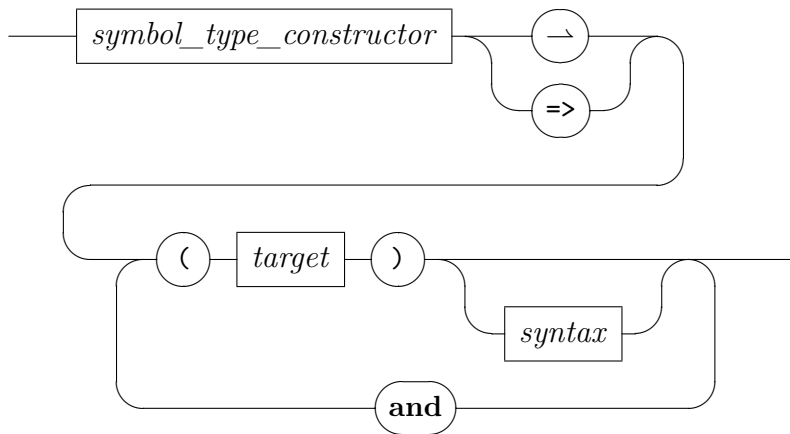 symbol_type_constructor ⇀
=>
( target )
syntax
and